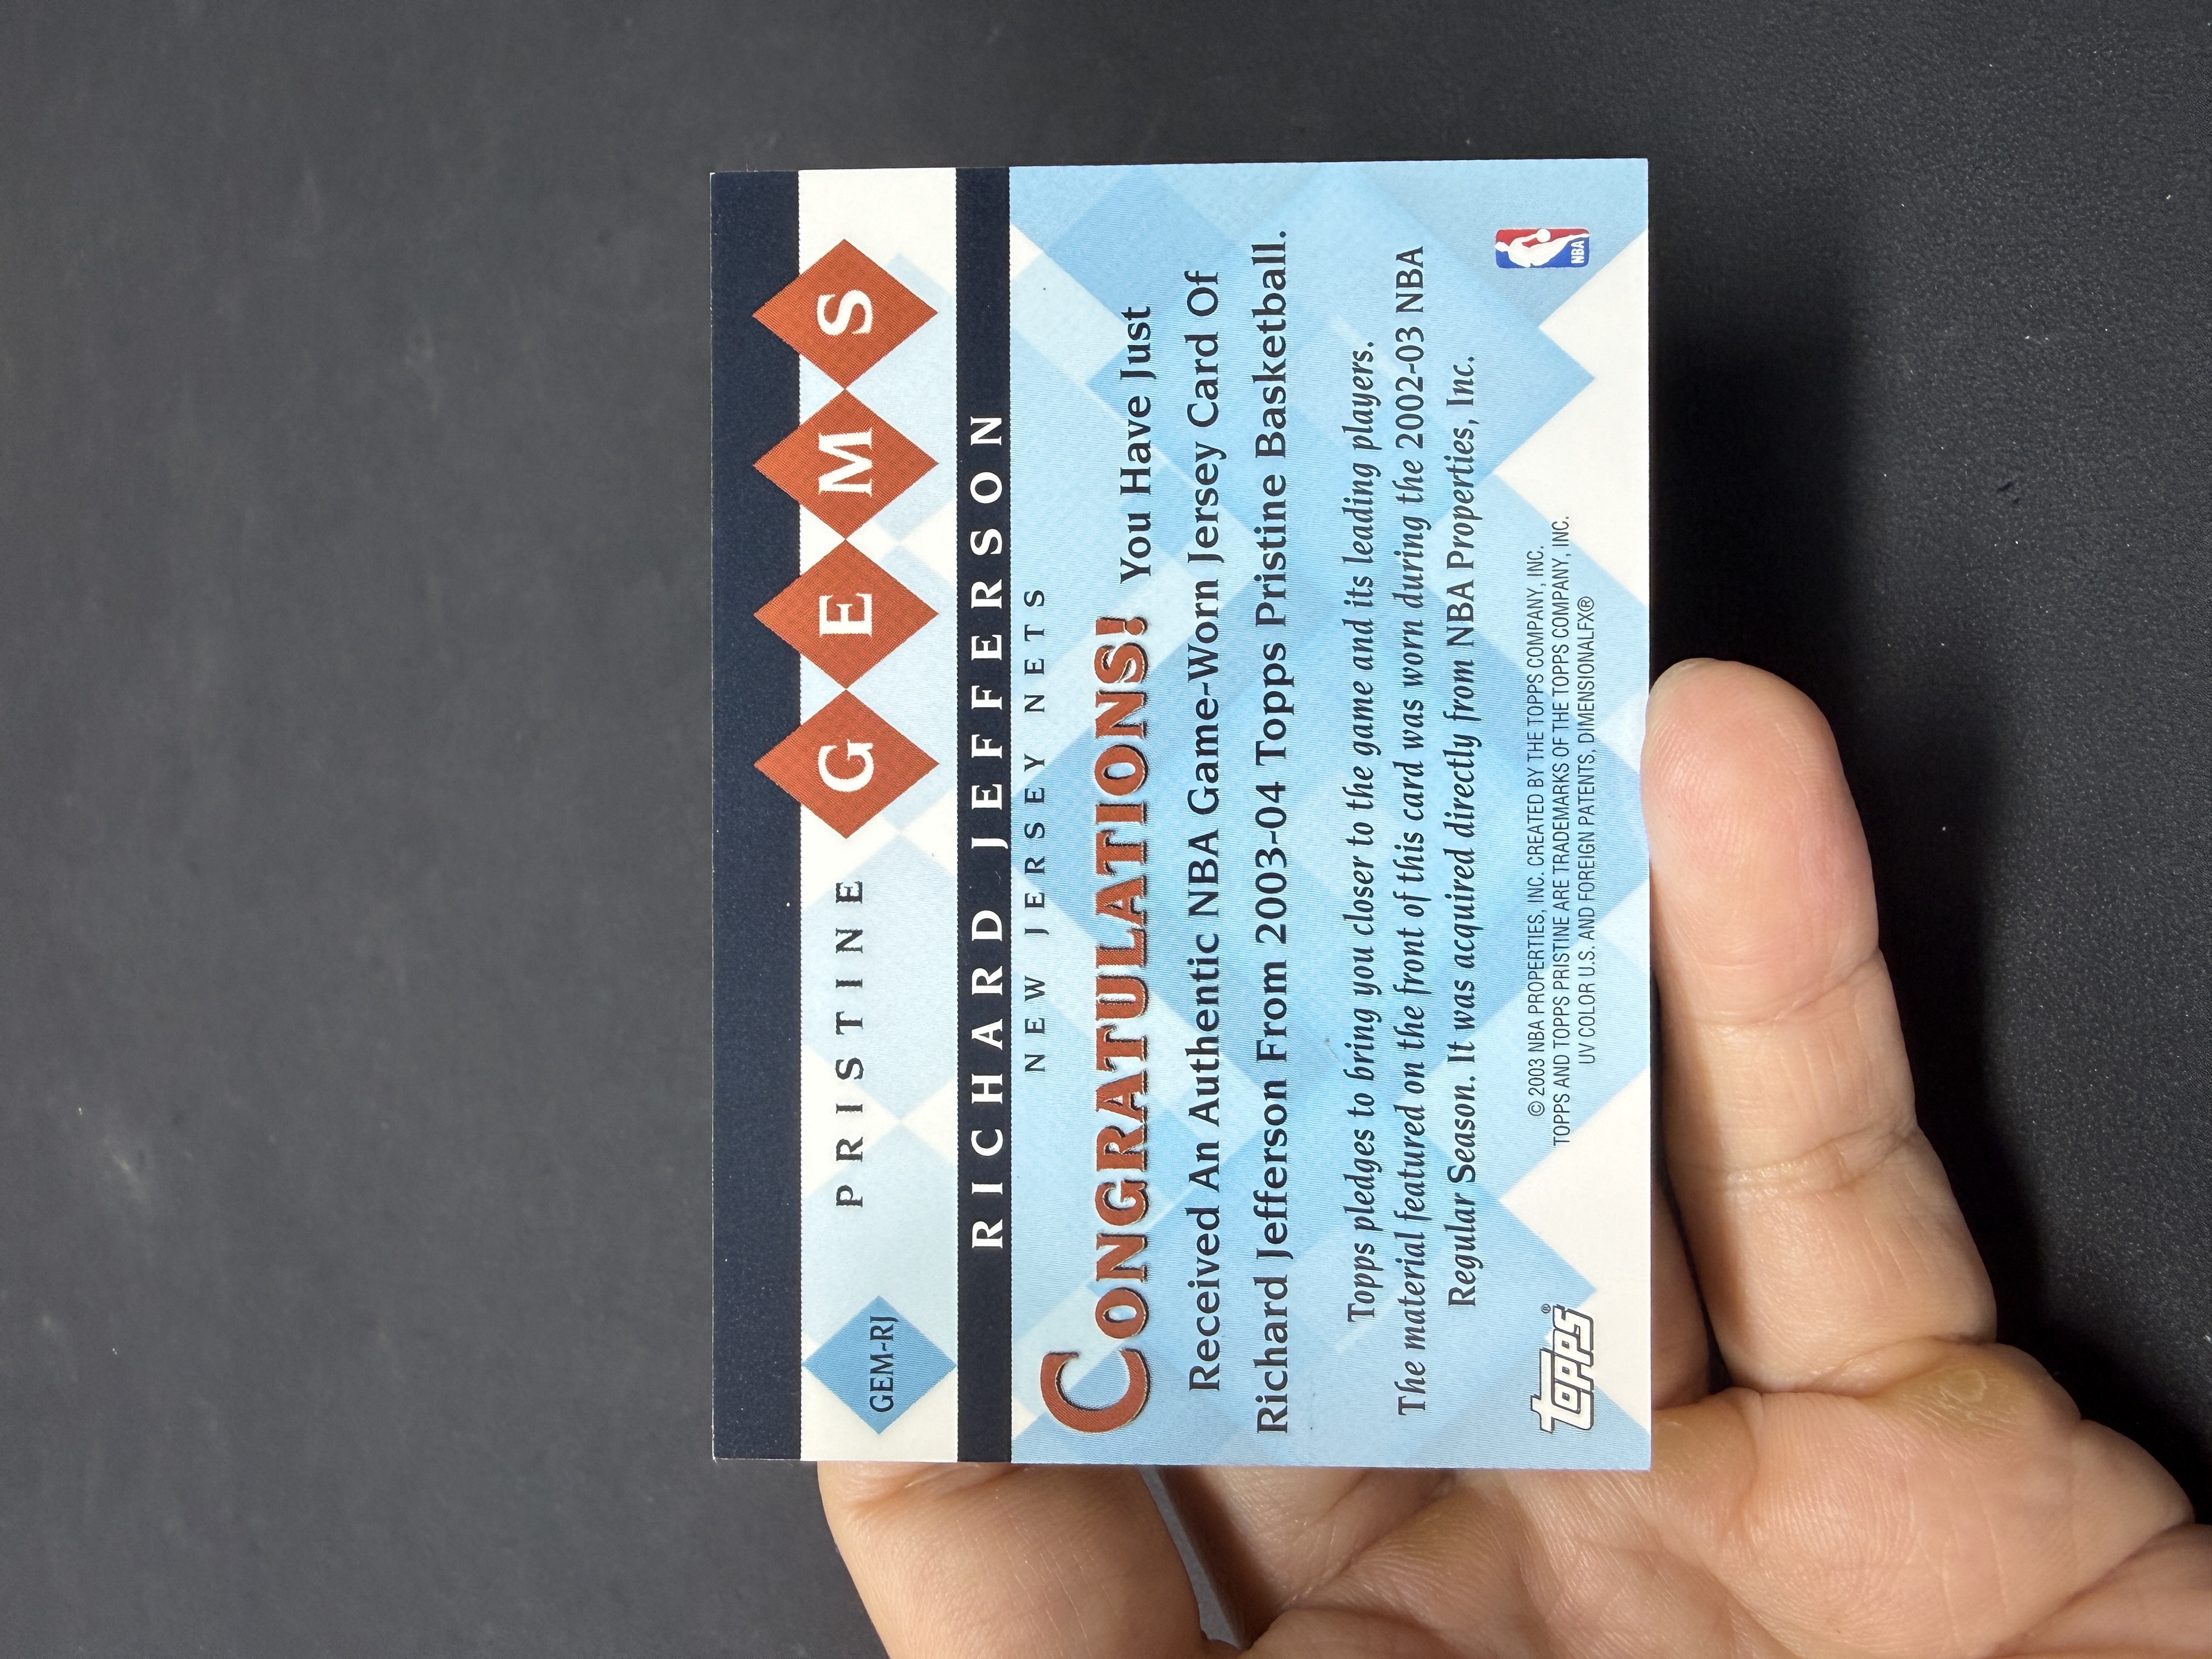 GEM-RJ
PRISTINE GEMS
RICHARD JEFFERSON
NEW JERSEY NETS
CONGRATULATIONS! You Have Just
Received An Authentic NBA Game-Worn Jersey Card Of
Richard Jefferson From 2003-04 Topps Pristine Basketball.
Topps pledges to bring you closer to the game and its leading players.
The material featured on the front of this card was worn during the 2002-03 NBA
Regular Season. It was acquired directly from NBA Properties, Inc.
© 2003 NBA PROPERTIES, INC. CREATED BY THE TOPPS COMPANY, INC.
TOPPS AND TOPPS PRISTINE ARE TRADEMARKS OF THE TOPPS COMPANY, INC.
UV COLOR U.S. AND FOREIGN PATENTS, DIMENSIONALFX®
topps®
NBA